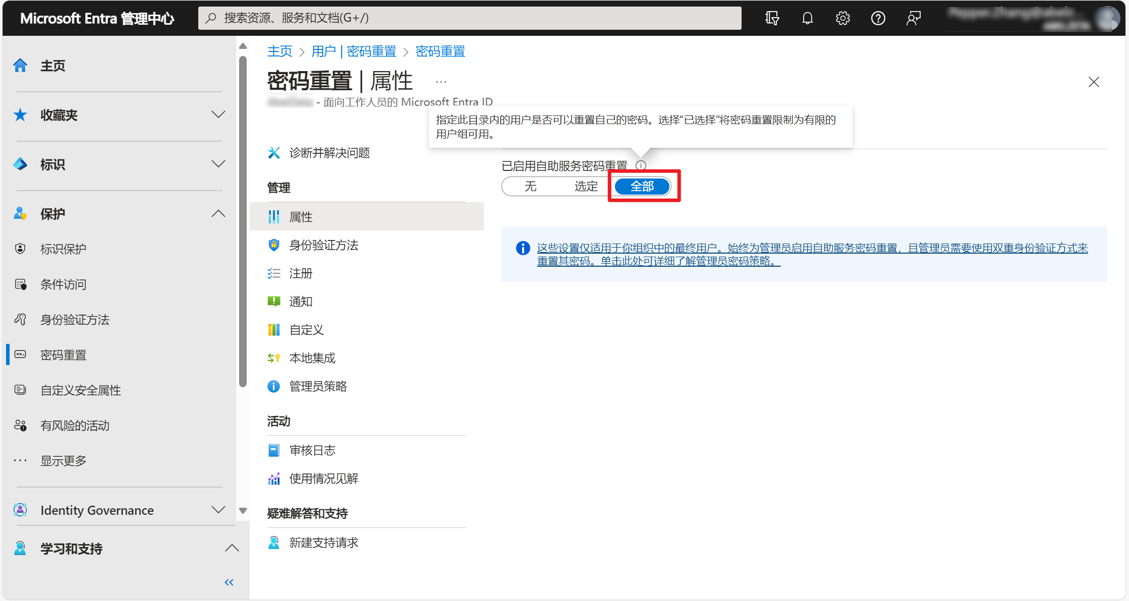 Microsoft Entra 管理中心
搜索资源、服务和文档(G+/)
主页
收藏夹
标识
保护
标识保护
条件访问
身份验证方法
密码重置
自定义安全属性
有风险的活动
显示更多
Identity Governance
学习和支持
主页 > 用户 | 密码重置 > 密码重置
密码重置 | 属性 ...
- 面向工作人员的 Microsoft Entra ID
指定此目录内的用户是否可以重置自己的密码。选择"已选择"将密码重置限制为有限的
用户组可用。
诊断并解决问题
管理
属性
身份验证方法
注册
通知
自定义
本地集成
管理员策略
活动
审核日志
使用情况见解
疑难解答和支持
新建支持请求
已启用自助服务密码重置
无 选定 全部
这些设置仅适用于你组织中的最终用户。始终为管理员启用自助服务密码重置，且管理员需要使用双重身份验证方式来
重置其密码。单击此处可详细了解管理员密码策略。